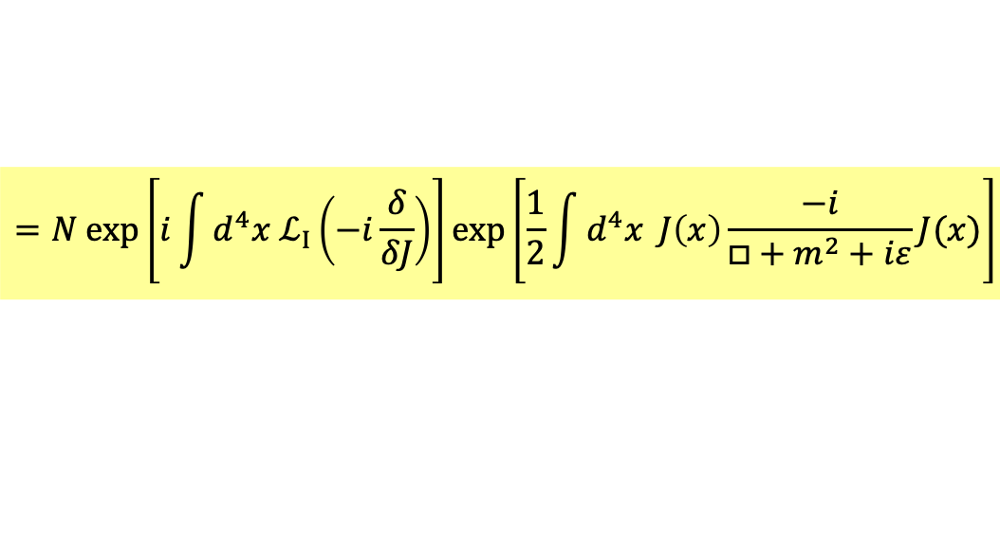 = N exp [i ∫ d⁴x ℒ_I (−i δ/δJ)] exp [1/2 ∫ d⁴x J(x) −i/(□ + m² + iε) J(x)]